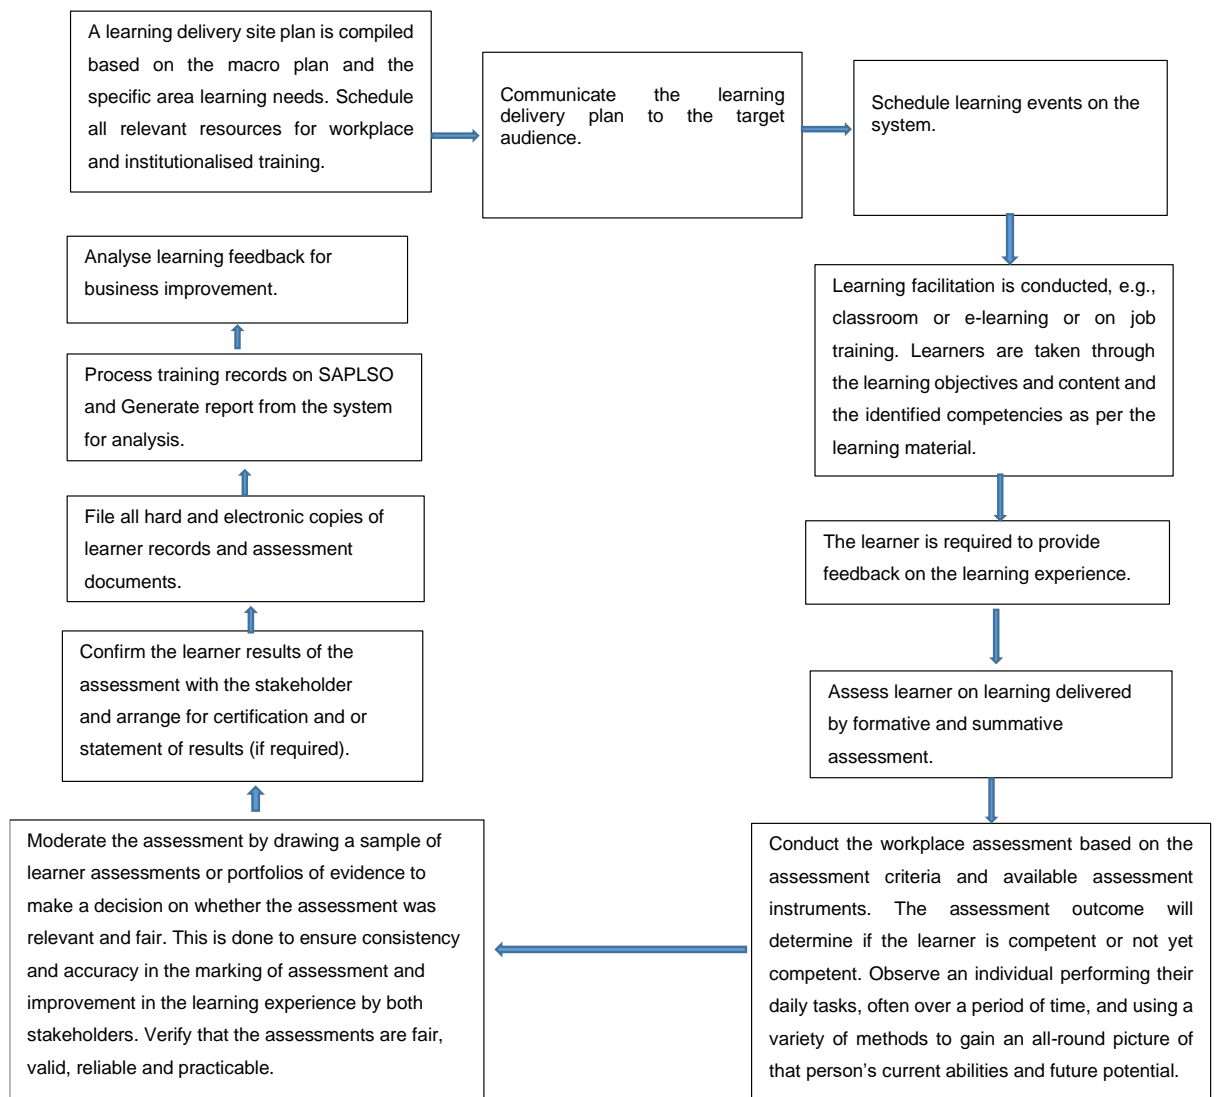 A learning delivery site plan is compiled
based on the macro plan and the
specific area learning needs. Schedule
all relevant resources for workplace
and institutionalised training.
Communicate the learning
delivery plan to the target
audience.
Schedule learning events on the
system.
Learning facilitation is conducted, e.g.,
classroom or e-learning or on job
training. Learners are taken through
the learning objectives and content and
the identified competencies as per the
learning material.
The learner is required to provide
feedback on the learning experience.
Assess learner on learning delivered
by formative and summative
assessment.
Conduct the workplace assessment based on the
assessment criteria and available assessment
instruments. The assessment outcome will
determine if the learner is competent or not yet
competent. Observe an individual performing their
daily tasks, often over a period of time, and using a
variety of methods to gain an all-round picture of
that person’s current abilities and future potential.
Moderate the assessment by drawing a sample of
learner assessments or portfolios of evidence to
make a decision on whether the assessment was
relevant and fair. This is done to ensure consistency
and accuracy in the marking of assessment and
improvement in the learning experience by both
stakeholders. Verify that the assessments are fair,
valid, reliable and practicable.
Confirm the learner results of the
assessment with the stakeholder
and arrange for certification and or
statement of results (if required).
File all hard and electronic copies of
learner records and assessment
documents.
Process training records on SAPLSO
and Generate report from the system
for analysis.
Analyse learning feedback for
business improvement.